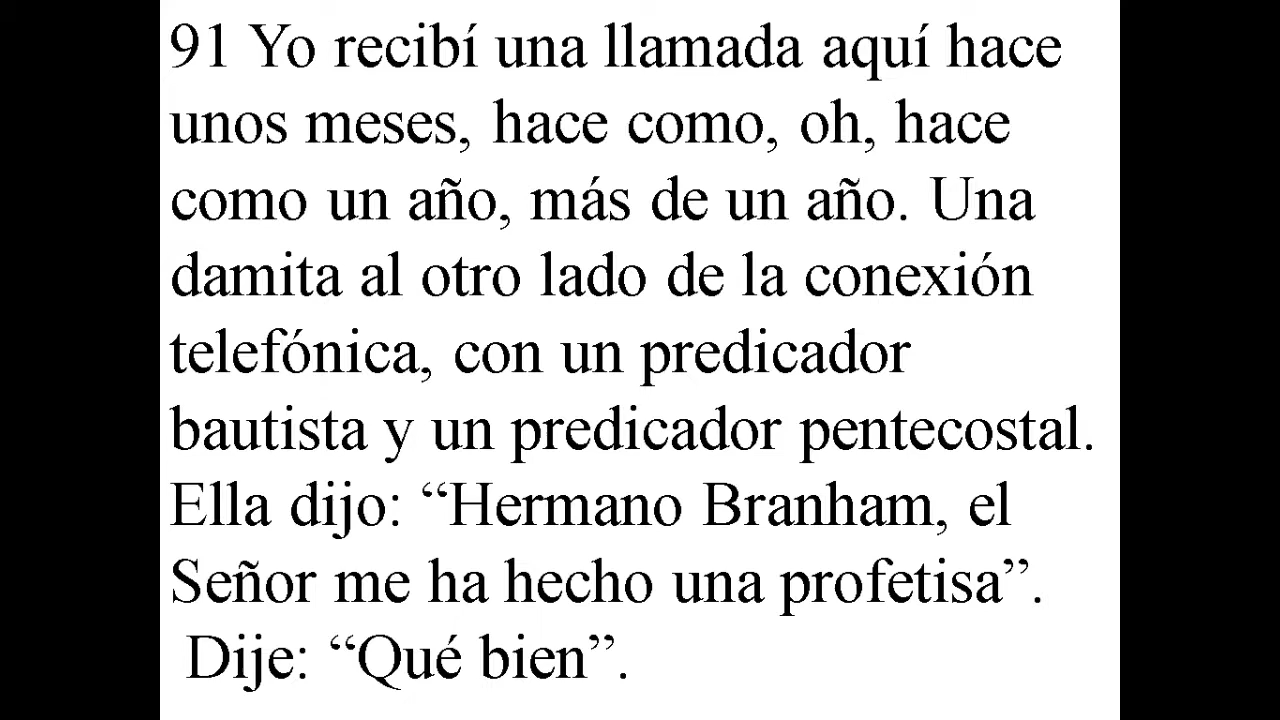 91 Yo recibí una llamada aquí hace
unos meses, hace como, oh, hace
como un año, más de un año. Una
damita al otro lado de la conexión
telefónica, con un predicador
bautista y un predicador pentecostal.
Ella dijo: “Hermano Branham, el
Señor me ha hecho una profetisa”.
Dije: “Qué bien”.